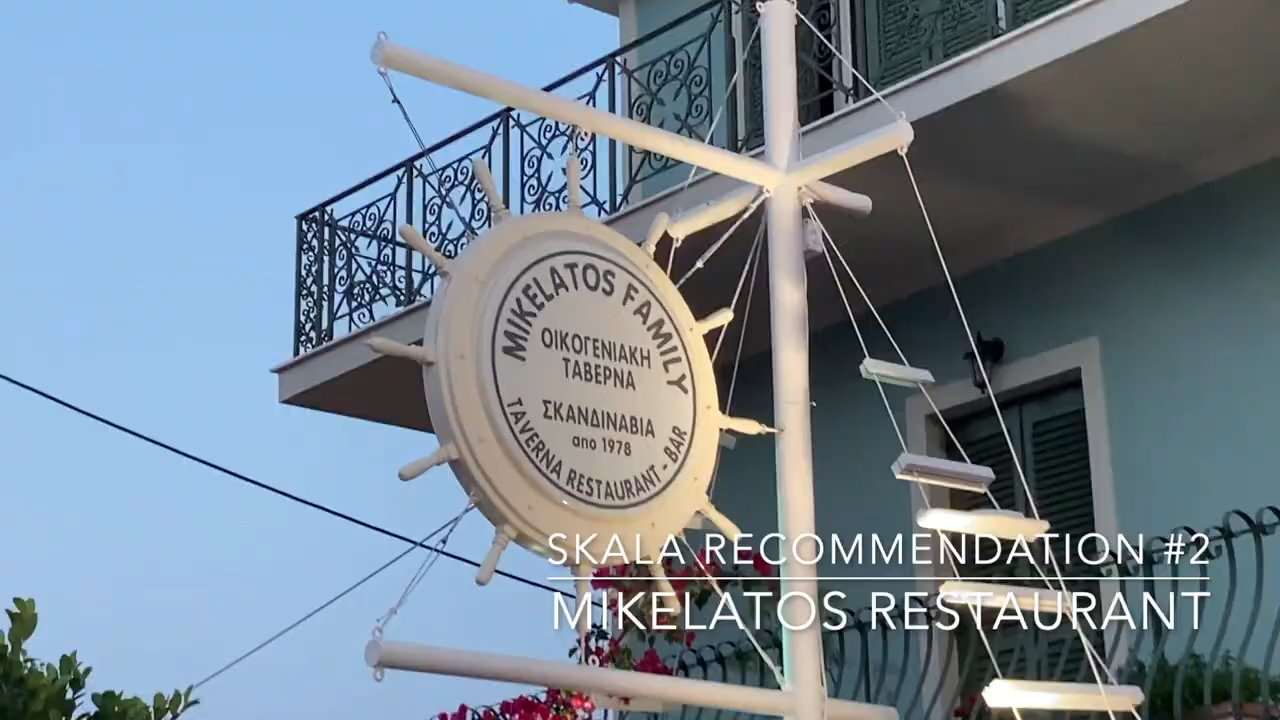 MIKELATOS FAMILY
ΟΙΚΟΓΕΝΙΑΚΗ
ΤΑΒΕΡΝΑ
ΣΚΑΝΔΙΝΑΒΙΑ
απο 1978
TAVERNA RESTAURANT - BAR
SKALA RECOMMENDATION #2
MIKELATOS RESTAURANT